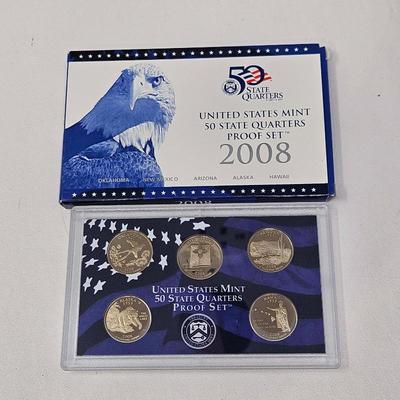 50
STATE
QUARTERS
UNITED STATES MINT
50 STATE QUARTERS
PROOF SET™
2008
OKLAHOMA NEW MEXICO ARIZONA ALASKA HAWAII
2008
UNITED STATES MINT
50 STATE QUARTERS
PROOF SET™